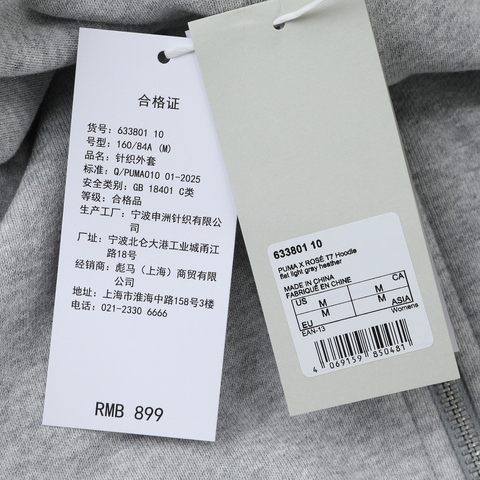 合格证
货号: 633801 10
号型: 160/84A (M)
品名: 针织外套
标准: Q/PUMA010 01-2025
安全类别: GB 18401 C类
等级: 合格品
生产工厂: 宁波申洲针织有限公
司
厂址: 宁波北仑大港工业城甬江
路18号
经销商: 彪马（上海）商贸有限
公司
地址: 上海市淮海中路158号3楼
电话: 021-2330 6666
RMB 899
633801 10
PUMA X ROSÉ T7 Hoodie
flat light gray heather
MADE IN CHINA
FABRIQUÉ EN CHINE
US M M CA
EU M M ASIA
EAN-13 Womens
4 069159 850481